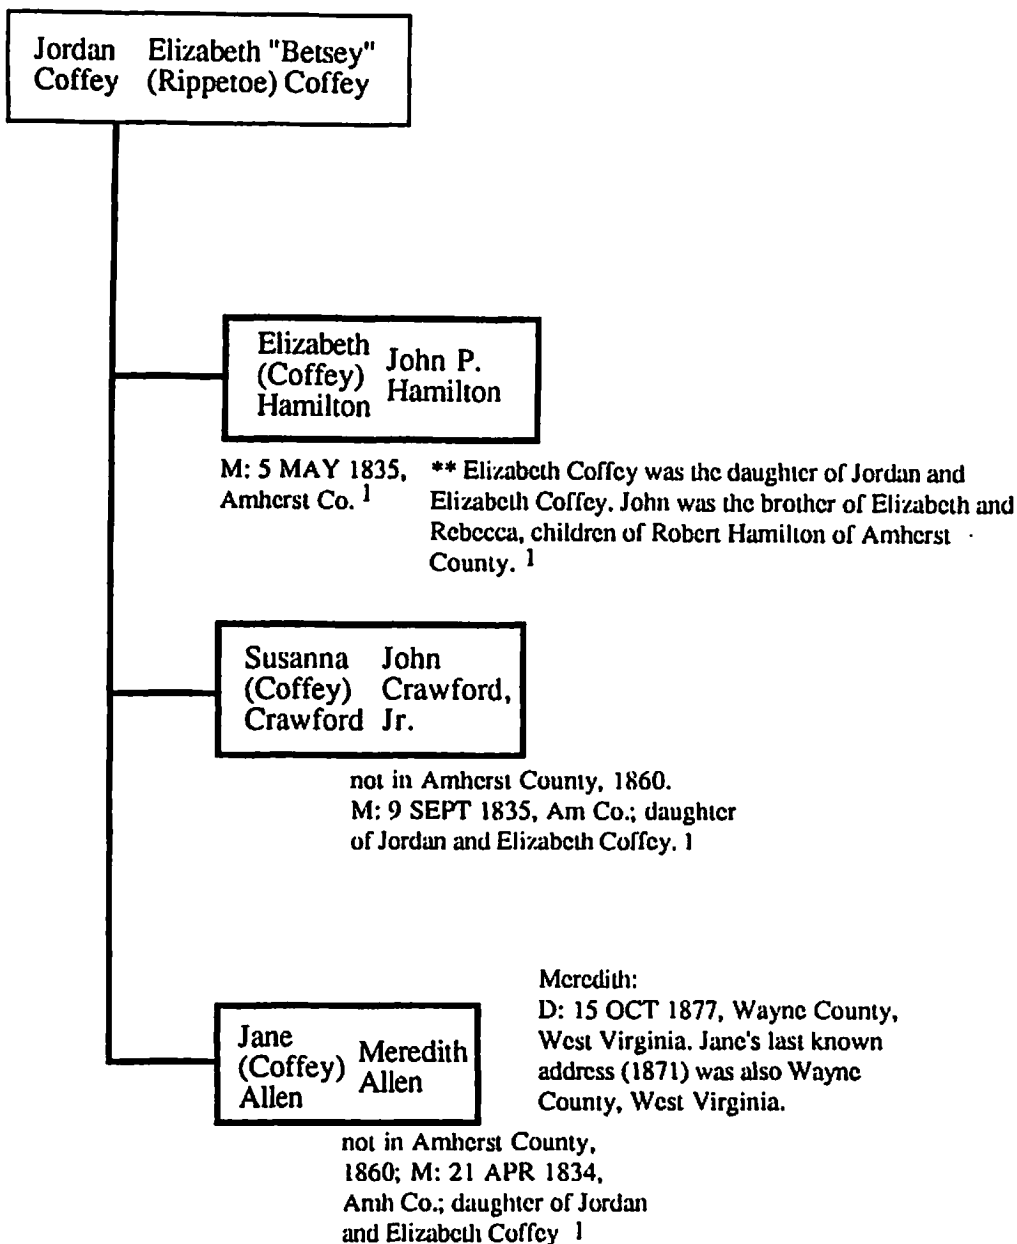 Jordan Elizabeth "Betsey"
Coffey (Rippetoe) Coffey
Elizabeth
(Coffey)
Hamilton
John P.
Hamilton
M: 5 MAY 1835,
Amherst Co. 1
** Elizabeth Coffey was the daughter of Jordan and
Elizabeth Coffey. John was the brother of Elizabeth and
Rebecca, children of Robert Hamilton of Amherst
County. 1
Susanna
(Coffey)
Crawford
John
Crawford,
Jr.
not in Amherst County, 1860.
M: 9 SEPT 1835, Am Co.; daughter
of Jordan and Elizabeth Coffey. 1
Jane
(Coffey)
Allen
Meredith
Allen
Meredith:
D: 15 OCT 1877, Wayne County,
West Virginia. Jane's last known
address (1871) was also Wayne
County, West Virginia.
not in Amherst County,
1860; M: 21 APR 1834,
Amh Co.; daughter of Jordan
and Elizabeth Coffey 1